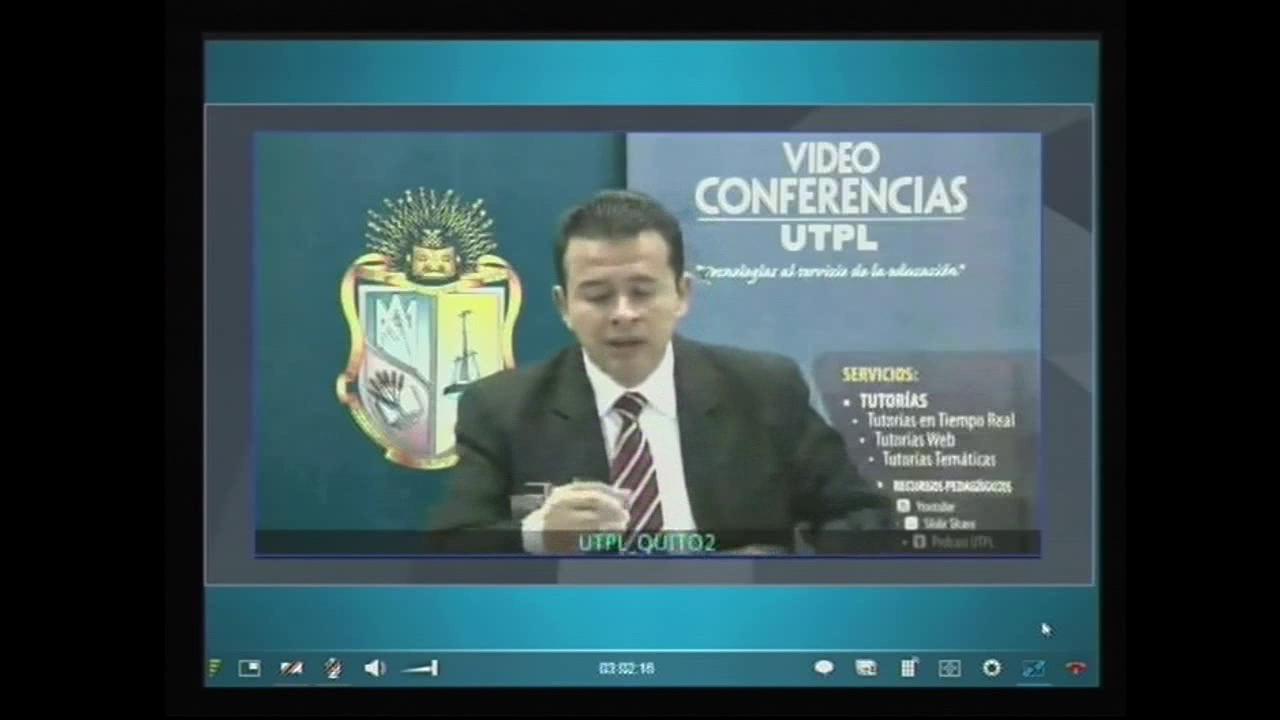 VIDEO
CONFERENCIAS
UTPL
"Tecnologías al servicio de la educación"
SERVICIOS:
TUTORÍAS
Tutorías en Tiempo Real
Tutorías Web
Tutorías Temáticas
RECURSOS PEDAGÓGICOS
Youtube
Slide Share
Podcast UTPL
UTPL_QUITO2
03:02:16